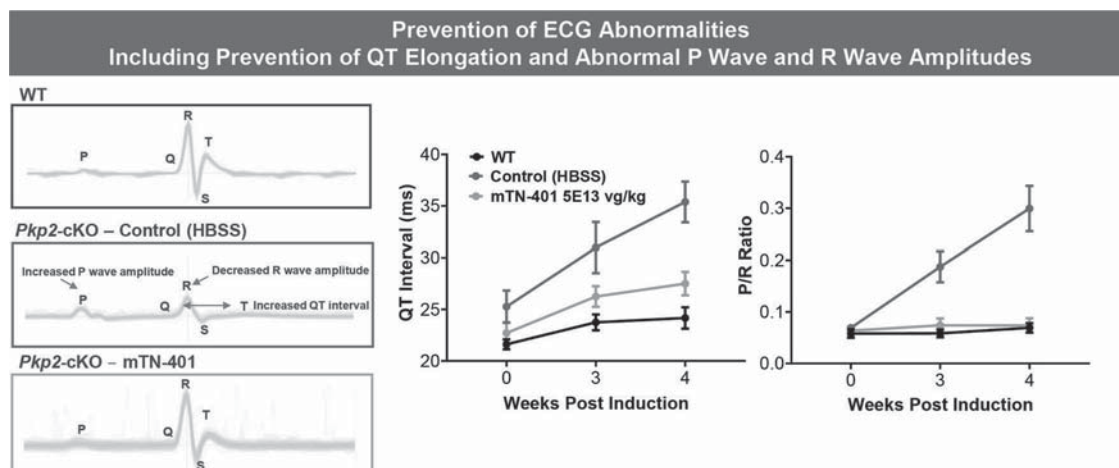 Prevention of ECG Abnormalities
Including Prevention of QT Elongation and Abnormal P Wave and R Wave Amplitudes
WT
R
P
Q
T
S
Pkp2-cKO – Control (HBSS)
Increased P wave amplitude
R
Decreased R wave amplitude
P
Q
T
Increased QT interval
S
Pkp2-cKO – mTN-401
R
P
Q
T
S
QT Interval (ms)
40
35
30
25
20
WT
Control (HBSS)
mTN-401 5E13 vg/kg
0 3 4
Weeks Post Induction
P/R Ratio
0.4
0.3
0.2
0.1
0.0
0 3 4
Weeks Post Induction